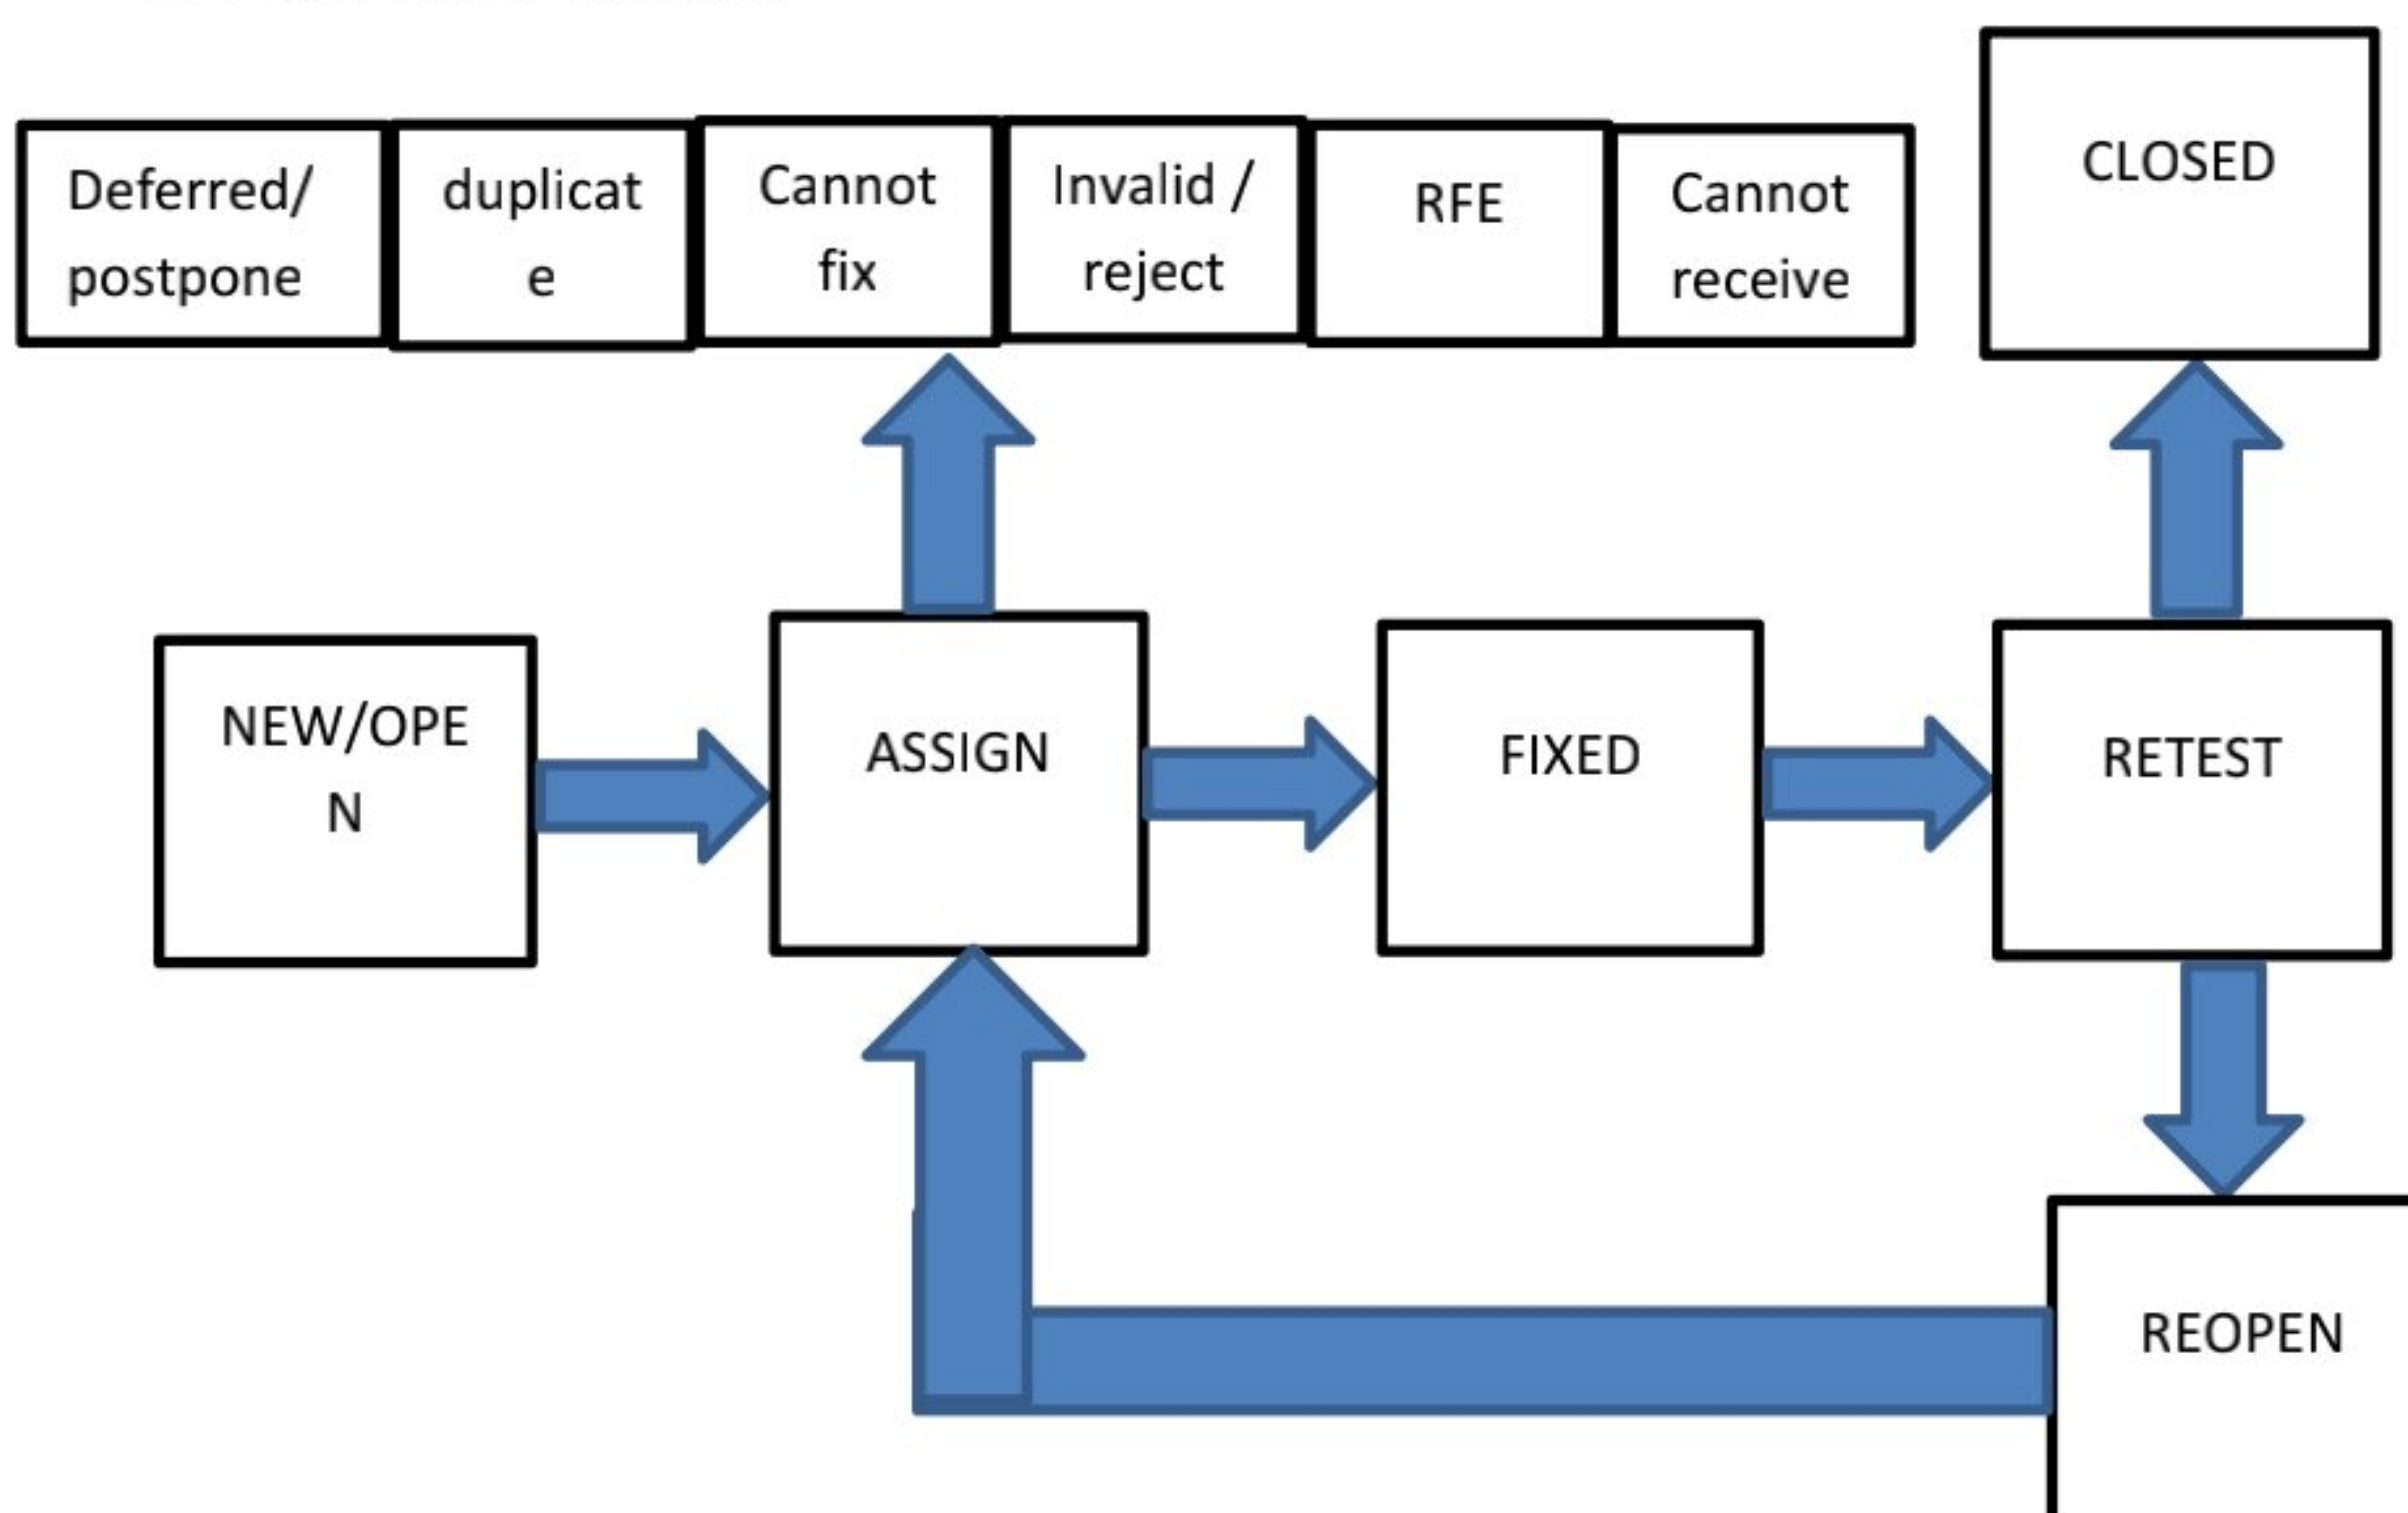 Deferred/
postpone
duplicat
e
Cannot
fix
Invalid /
reject
RFE
Cannot
receive
CLOSED
NEW/OPE
N
ASSIGN
FIXED
RETEST
REOPEN